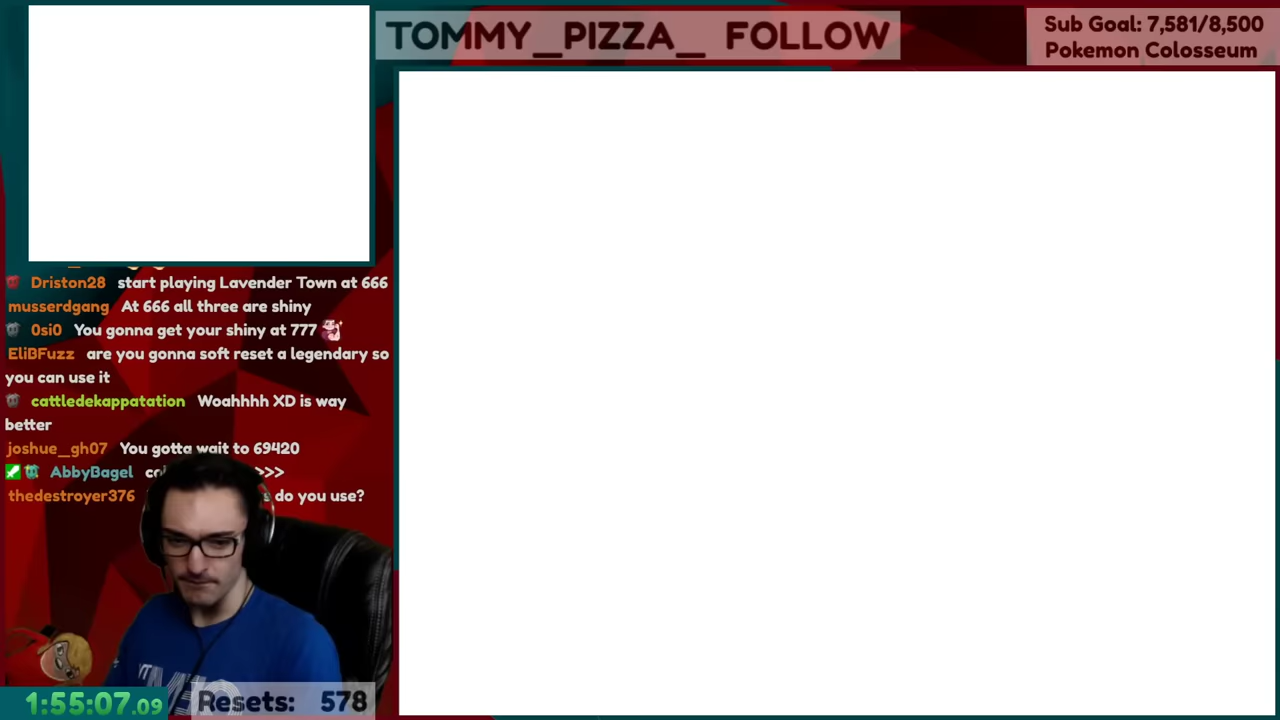 TOMMY_PIZZA_ FOLLOW
Sub Goal: 7,581/8,500
Pokemon Colosseum
Driston28 start playing Lavender Town at 666
musserdgang At 666 all three are shiny
0si0 You gonna get your shiny at 777
EliBFuzz are you gonna soft reset a legendary so
you can use it
cattledekappatation Woahhhh XD is way
better
joshue_gh07 You gotta wait to 69420
AbbyBagel >>>
thedestroyer376 do you use?
1:55:07.09
Resets: 578